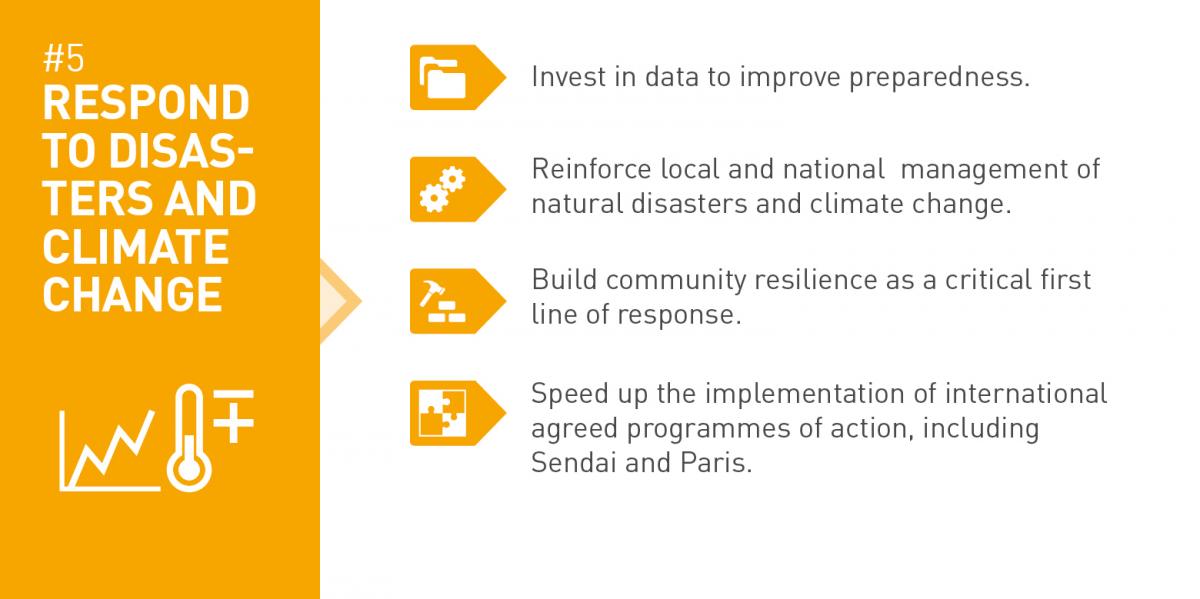 #5
RESPOND
TO DISAS-
TERS AND
CLIMATE
CHANGE
Invest in data to improve preparedness.
Reinforce local and national  management of
natural disasters and climate change.
Build community resilience as a critical first
line of response.
Speed up the implementation of international
agreed programmes of action, including
Sendai and Paris.